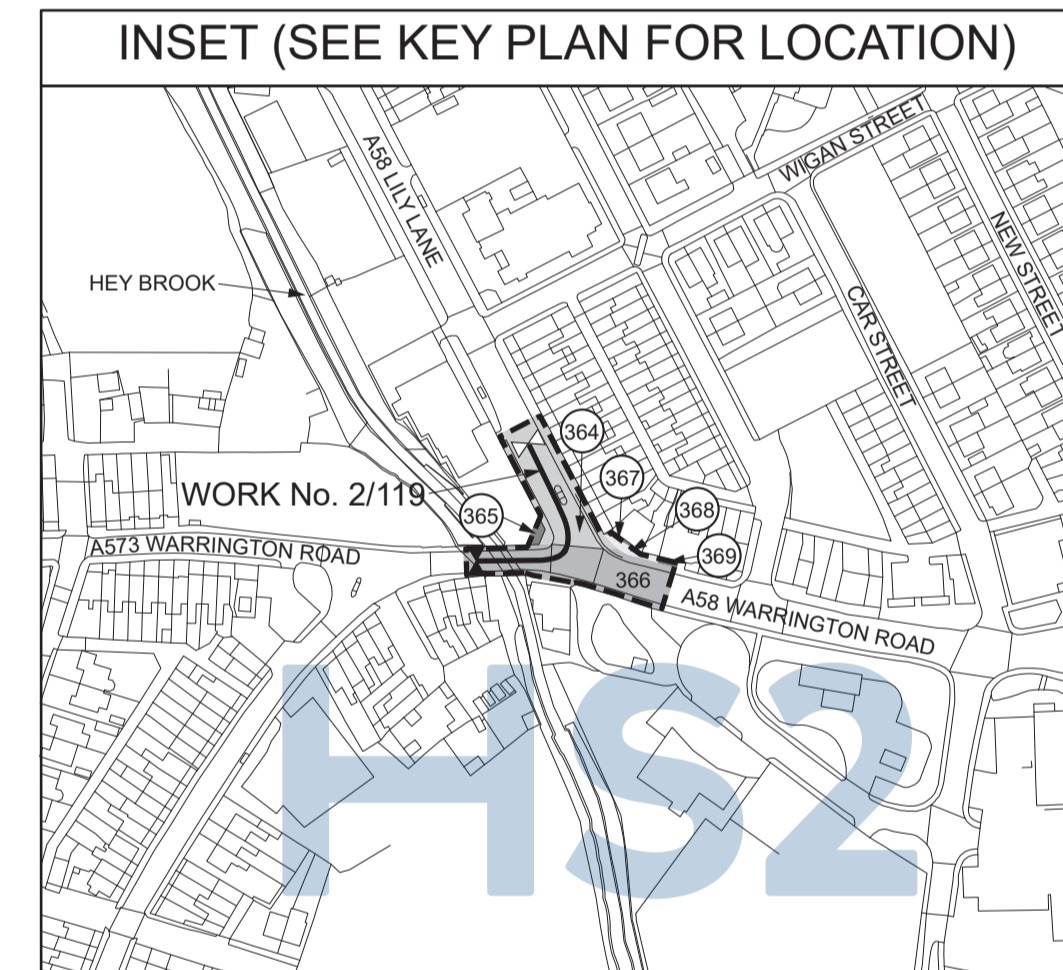 INSET (SEE KEY PLAN FOR LOCATION)
WIGAN STREET
A58 LILY LANE
NEW STREET
HEY BROOK
CAR STREET
364
367
WORK No. 2/119
365
368
A573 WARRINGTON ROAD
369
366
A58 WARRINGTON ROAD
HS2